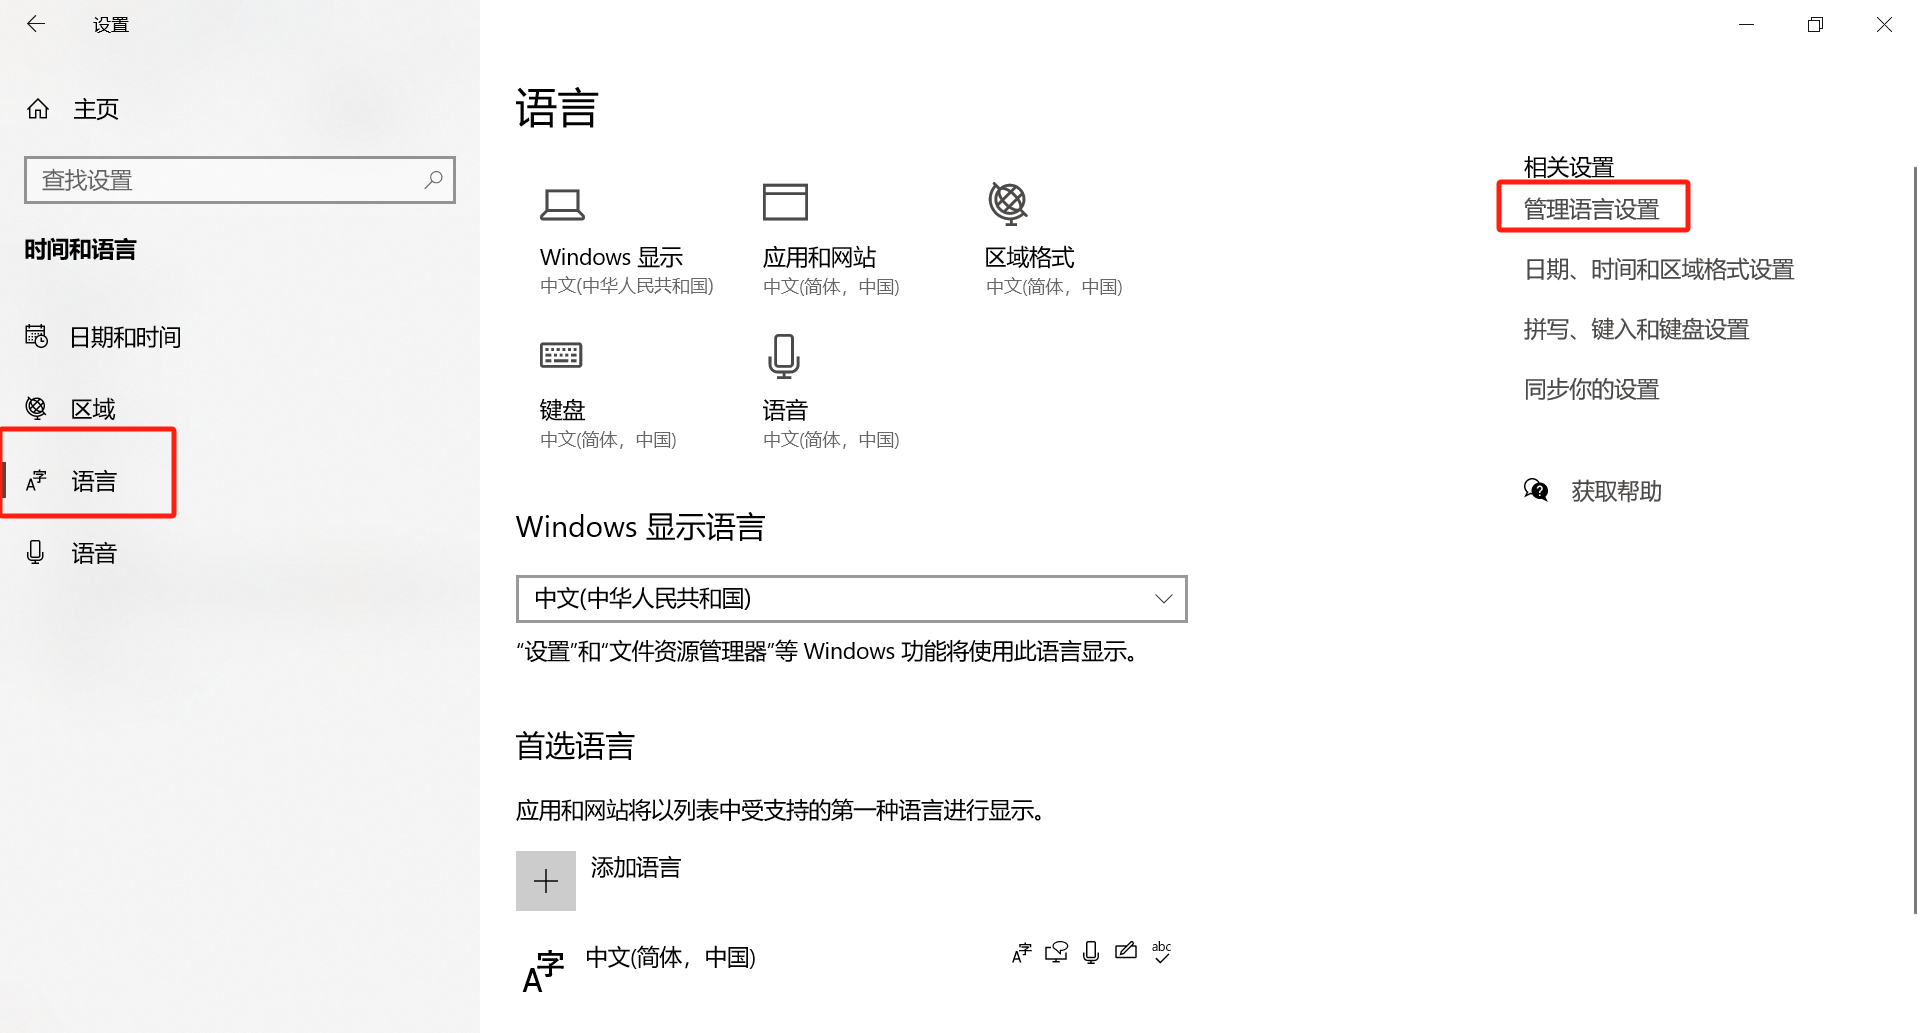 设置
主页
查找设置
时间和语言
日期和时间
区域
语言
语音
语言
Windows 显示
中文(中华人民共和国)
应用和网站
中文(简体，中国)
区域格式
中文(简体，中国)
键盘
中文(简体，中国)
语音
中文(简体，中国)
Windows 显示语言
中文(中华人民共和国)
“设置”和“文件资源管理器”等 Windows 功能将使用此语言显示。
首选语言
应用和网站将以列表中受支持的第一种语言进行显示。
添加语言
A字 中文(简体，中国) A字 abc
相关设置
管理语言设置
日期、时间和区域格式设置
拼写、键入和键盘设置
同步你的设置
获取帮助